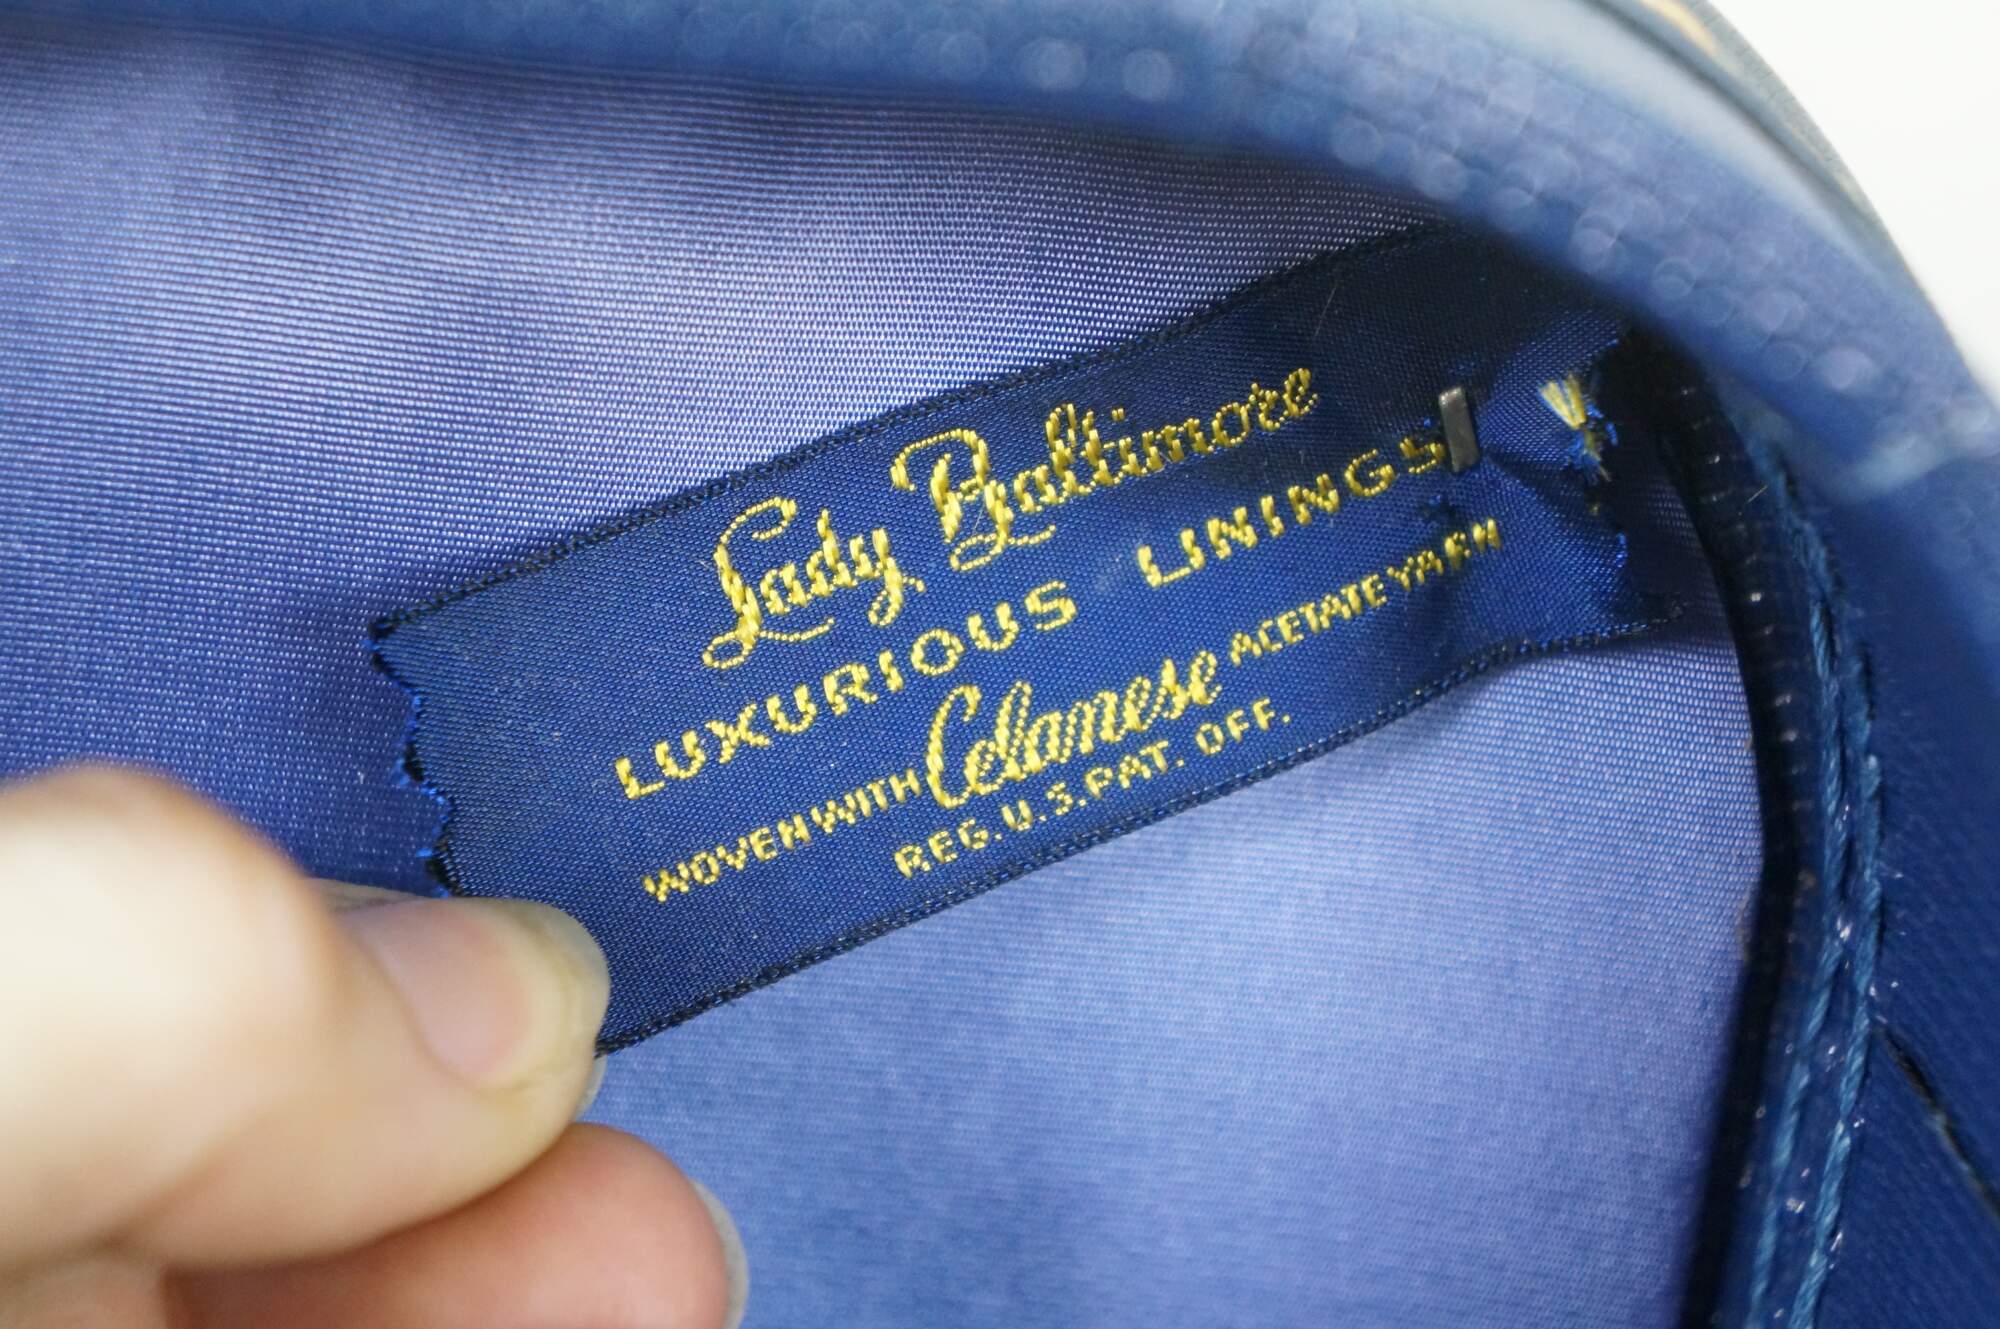 Lady Baltimore
LUXURIOUS LININGS
WOVEN WITH Celanese ACETATE YARN
REG. U.S. PAT. OFF.